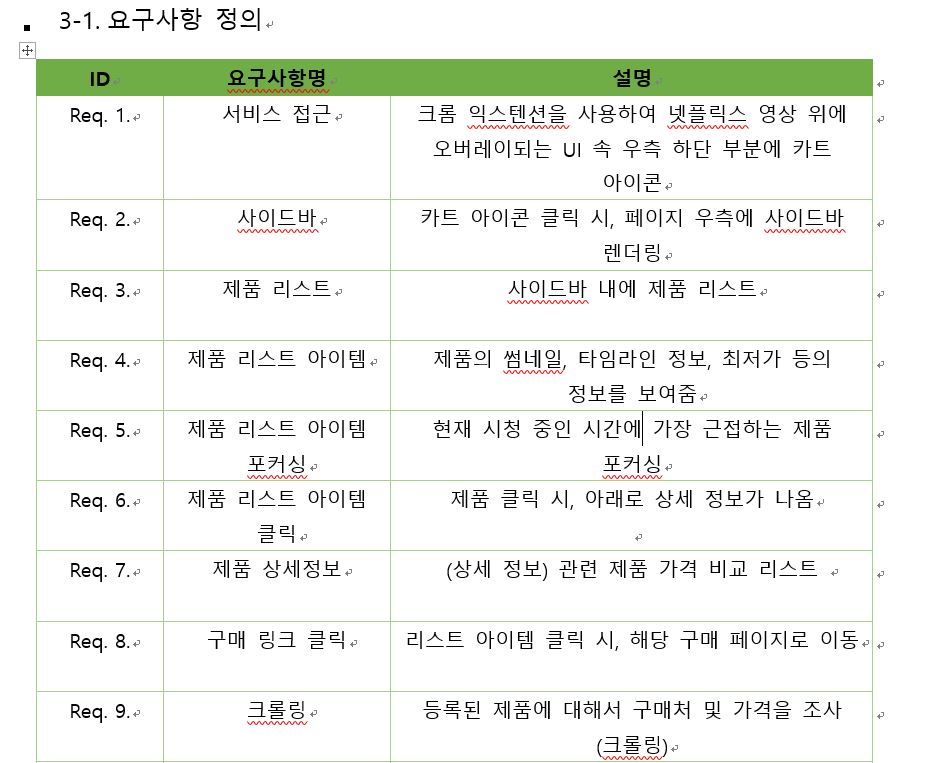 3-1. 요구사항 정의
ID 요구사항명 설명
Req. 1. 서비스 접근 크롬 익스텐션을 사용하여 넷플릭스 영상 위에
오버레이되는 UI 속 우측 하단 부분에 카트
아이콘
Req. 2. 사이드바 카트 아이콘 클릭 시, 페이지 우측에 사이드바
렌더링
Req. 3. 제품 리스트 사이드바 내에 제품 리스트
Req. 4. 제품 리스트 아이템 제품의 썸네일, 타임라인 정보, 최저가 등의
정보를 보여줌
Req. 5. 제품 리스트 아이템 현재 시청 중인 시간에 가장 근접하는 제품
포커싱 포커싱
Req. 6. 제품 리스트 아이템 제품 클릭 시, 아래로 상세 정보가 나옴
클릭
Req. 7. 제품 상세정보 (상세 정보) 관련 제품 가격 비교 리스트
Req. 8. 구매 링크 클릭 리스트 아이템 클릭 시, 해당 구매 페이지로 이동
Req. 9. 크롤링 등록된 제품에 대해서 구매처 및 가격을 조사
(크롤링)